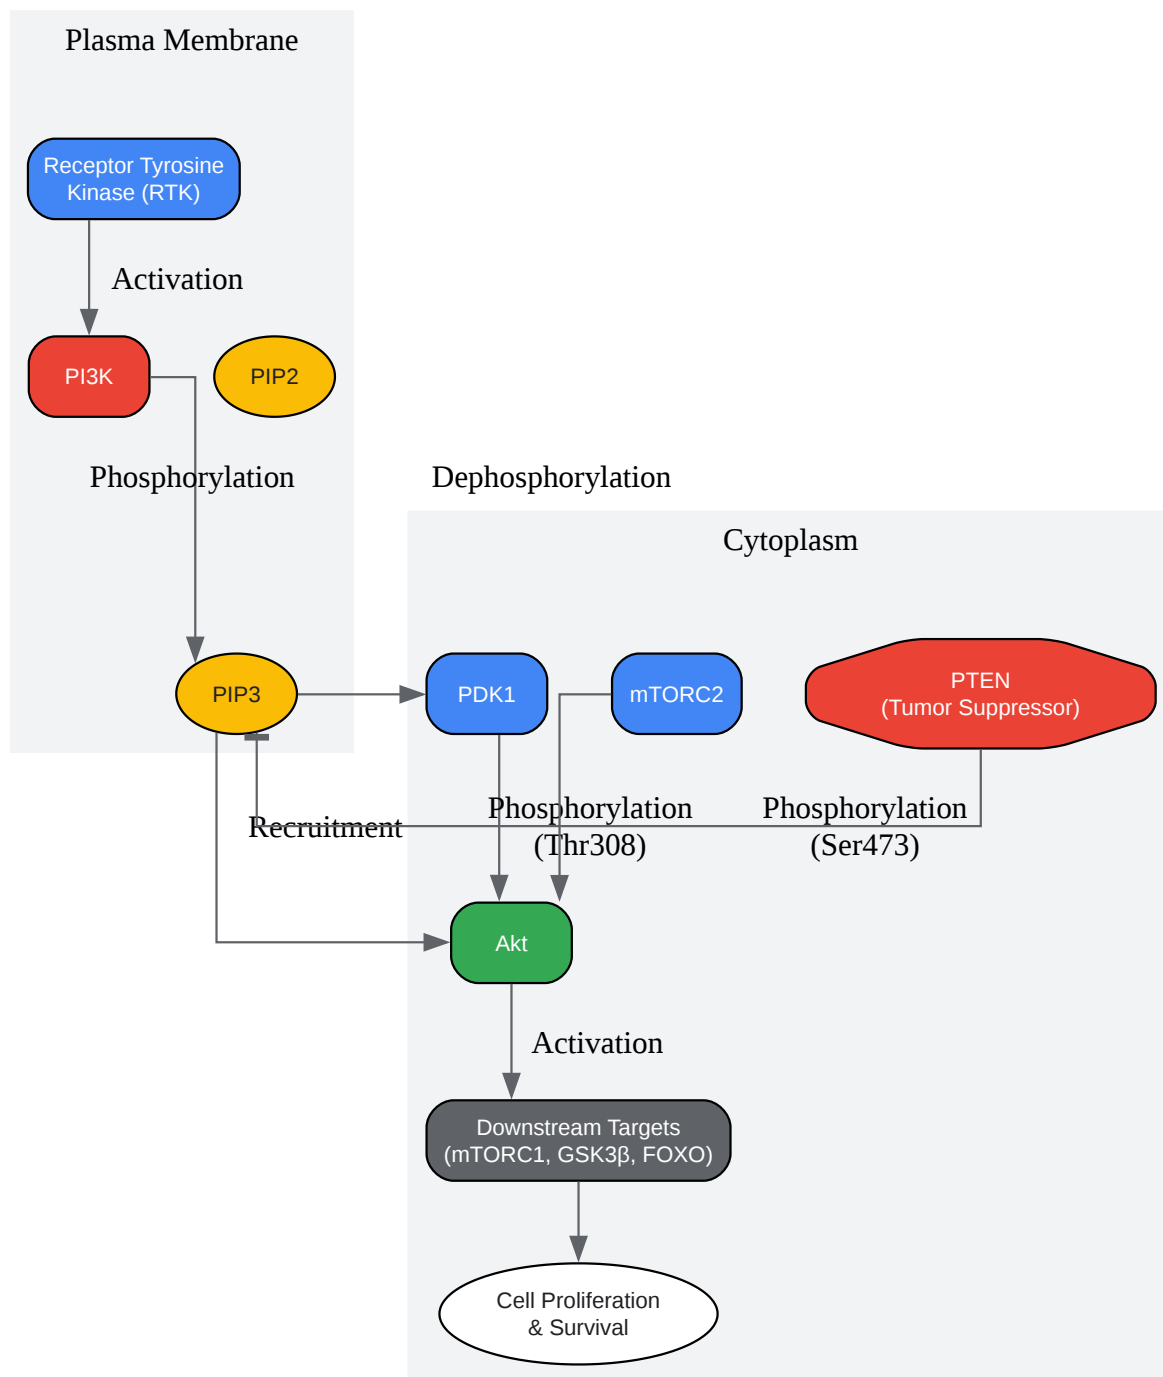 Plasma Membrane
Receptor Tyrosine
Kinase (RTK)
Activation
PI3K
PIP2
Phosphorylation
Dephosphorylation
Cytoplasm
PIP3
PDK1
mTORC2
PTEN
(Tumor Suppressor)
Recruitment
Phosphorylation
(Thr308)
Phosphorylation
(Ser473)
Akt
Activation
Downstream Targets
(mTORC1, GSK3β, FOXO)
Cell Proliferation
& Survival